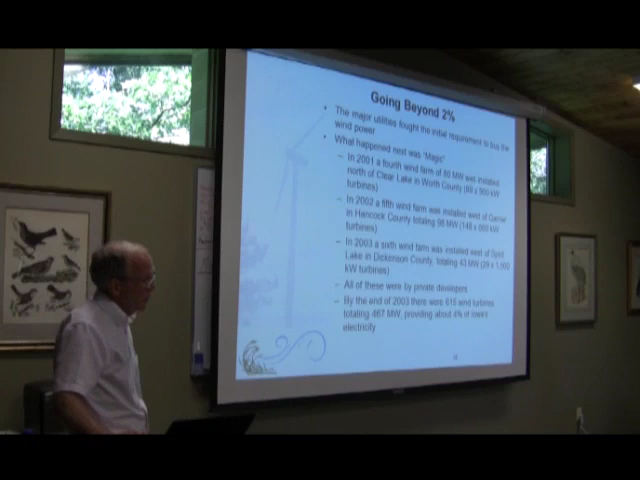 Going Beyond 2%
• The major utilities fought the initial requirement to buy the
wind power
• What happened next was "Magic"
– In 2001 a fourth wind farm of 80 MW was installed
north of Clear Lake in Worth County (89 x 900 kW
turbines)
– In 2002 a fifth wind farm was installed west of Garner
in Hancock County totaling 98 MW (148 x 660 kW
turbines)
– In 2003 a sixth wind farm was installed west of Spirit
Lake in Dickenson County, totaling 43 MW (29 x 1,500
kW turbines)
– All of these were by private developers
– By the end of 2003 there were 615 wind turbines
totaling 467 MW, providing about 4% of Iowa's
electricity